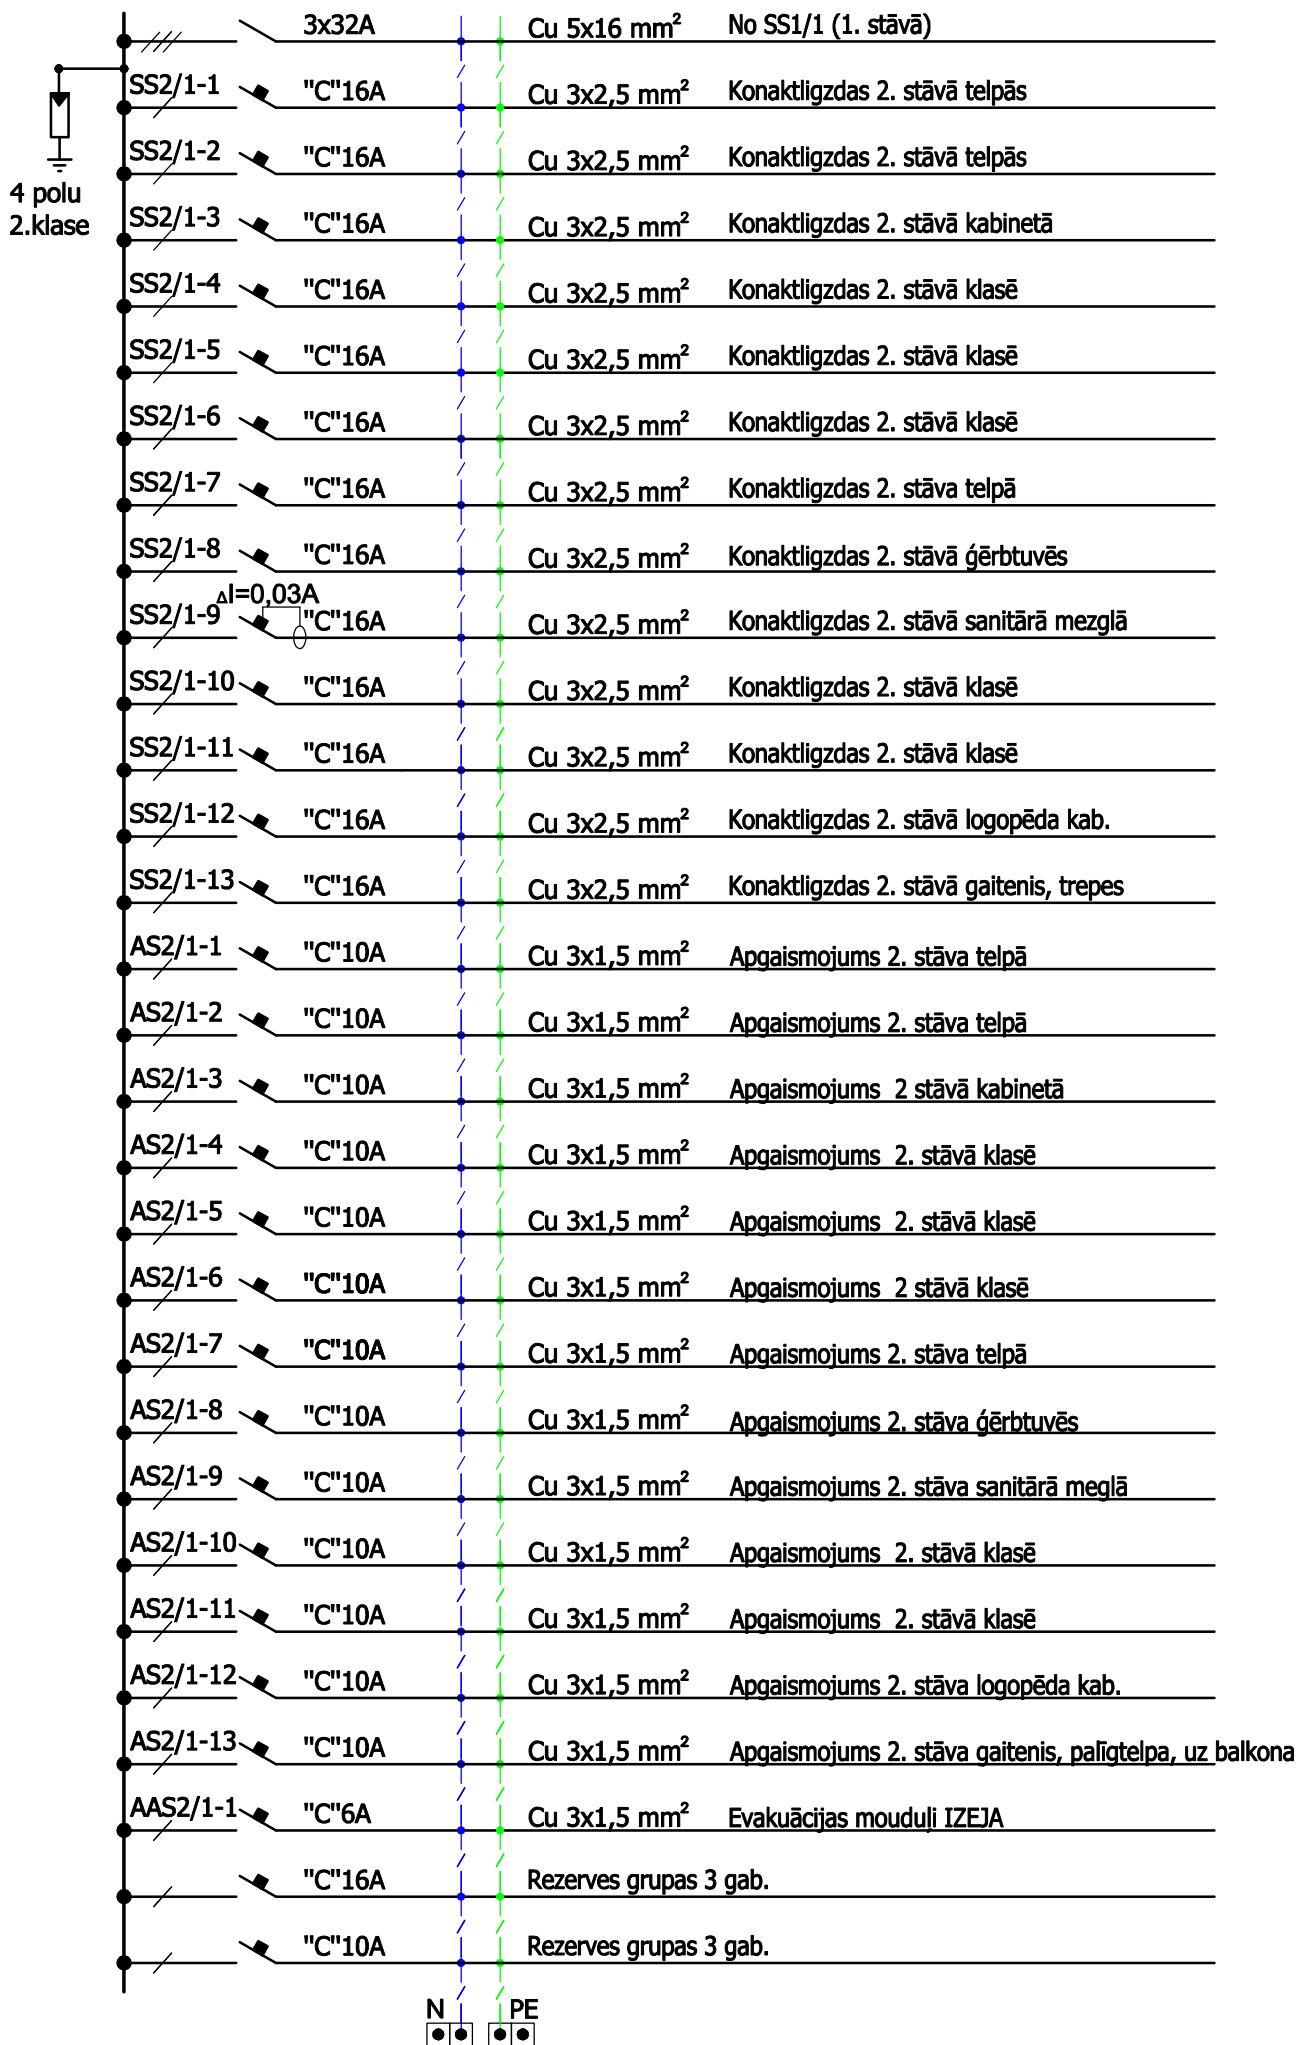 3x32A Cu 5x16 mm² No SS1/1 (1. stāvā)
4 polu
2.klase
SS2/1-1 "C"16A Cu 3x2,5 mm² Konaktligzdas 2. stāvā telpās
SS2/1-2 "C"16A Cu 3x2,5 mm² Konaktligzdas 2. stāvā telpās
SS2/1-3 "C"16A Cu 3x2,5 mm² Konaktligzdas 2. stāvā kabinetā
SS2/1-4 "C"16A Cu 3x2,5 mm² Konaktligzdas 2. stāvā klasē
SS2/1-5 "C"16A Cu 3x2,5 mm² Konaktligzdas 2. stāvā klasē
SS2/1-6 "C"16A Cu 3x2,5 mm² Konaktligzdas 2. stāvā klasē
SS2/1-7 "C"16A Cu 3x2,5 mm² Konaktligzdas 2. stāva telpā
SS2/1-8 "C"16A Cu 3x2,5 mm² Konaktligzdas 2. stāvā ģērbtuvēs
ΔI=0,03A
SS2/1-9 "C"16A Cu 3x2,5 mm² Konaktligzdas 2. stāvā sanitārā mezglā
SS2/1-10 "C"16A Cu 3x2,5 mm² Konaktligzdas 2. stāvā klasē
SS2/1-11 "C"16A Cu 3x2,5 mm² Konaktligzdas 2. stāvā klasē
SS2/1-12 "C"16A Cu 3x2,5 mm² Konaktligzdas 2. stāvā logopēda kab.
SS2/1-13 "C"16A Cu 3x2,5 mm² Konaktligzdas 2. stāvā gaitenis, trepes
AS2/1-1 "C"10A Cu 3x1,5 mm² Apgaismojums 2. stāva telpā
AS2/1-2 "C"10A Cu 3x1,5 mm² Apgaismojums 2. stāva telpā
AS2/1-3 "C"10A Cu 3x1,5 mm² Apgaismojums 2 stāvā kabinetā
AS2/1-4 "C"10A Cu 3x1,5 mm² Apgaismojums 2. stāvā klasē
AS2/1-5 "C"10A Cu 3x1,5 mm² Apgaismojums 2. stāvā klasē
AS2/1-6 "C"10A Cu 3x1,5 mm² Apgaismojums 2 stāvā klasē
AS2/1-7 "C"10A Cu 3x1,5 mm² Apgaismojums 2. stāva telpā
AS2/1-8 "C"10A Cu 3x1,5 mm² Apgaismojums 2. stāva ģērbtuvēs
AS2/1-9 "C"10A Cu 3x1,5 mm² Apgaismojums 2. stāva sanitārā meglā
AS2/1-10 "C"10A Cu 3x1,5 mm² Apgaismojums 2. stāvā klasē
AS2/1-11 "C"10A Cu 3x1,5 mm² Apgaismojums 2. stāvā klasē
AS2/1-12 "C"10A Cu 3x1,5 mm² Apgaismojums 2. stāva logopēda kab.
AS2/1-13 "C"10A Cu 3x1,5 mm² Apgaismojums 2. stāva gaitenis, palīgtelpa, uz balkona
AAS2/1-1 "C"6A Cu 3x1,5 mm² Evakuācijas mouduļi IZEJA
"C"16A Rezerves grupas 3 gab.
"C"10A Rezerves grupas 3 gab.
N PE